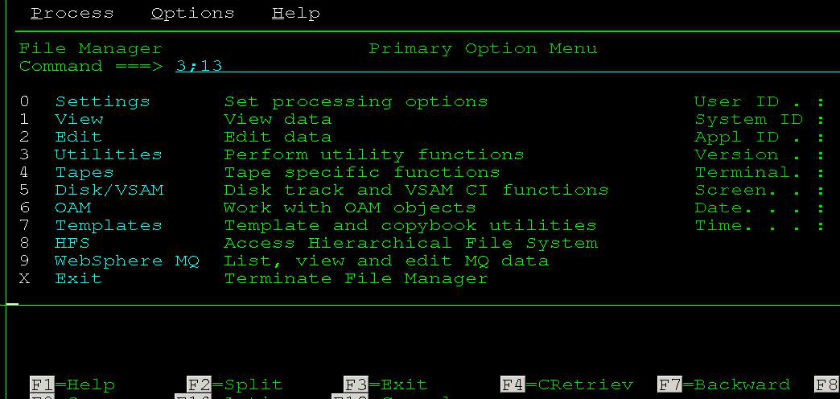 Process Options Help
File Manager Primary Option Menu
Command ===> 3;13
0 Settings Set processing options User ID . :
1 View View data System ID :
2 Edit Edit data Appl ID . :
3 Utilities Perform utility functions Version . :
4 Tapes Tape specific functions Terminal. :
5 Disk/VSAM Disk track and VSAM CI functions Screen. . :
6 OAM Work with OAM objects Date. . . :
7 Templates Template and copybook utilities Time. . . :
8 HFS Access Hierarchical File System
9 WebSphere MQ List, view and edit MQ data
X Exit Terminate File Manager
F1=Help F2=Split F3=Exit F4=CRetriev F7=Backward F8